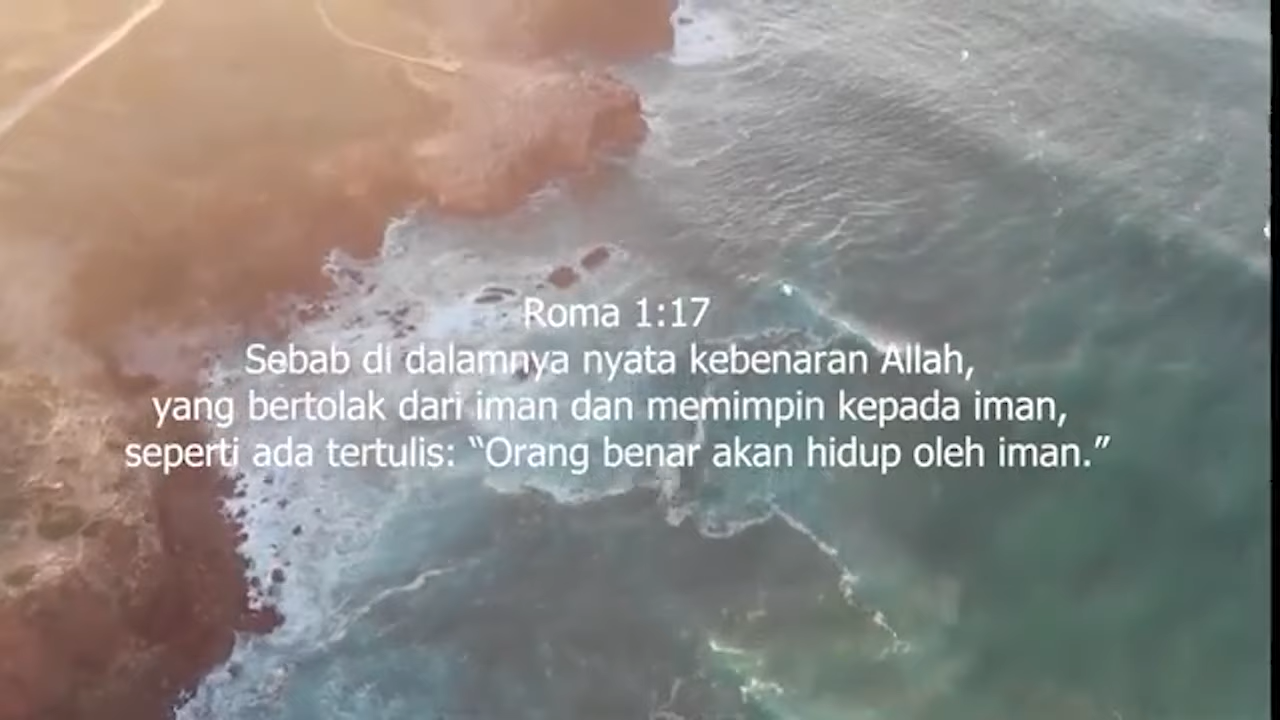 Roma 1:17
Sebab di dalamnya nyata kebenaran Allah,
yang bertolak dari iman dan memimpin kepada iman,
seperti ada tertulis: “Orang benar akan hidup oleh iman.”